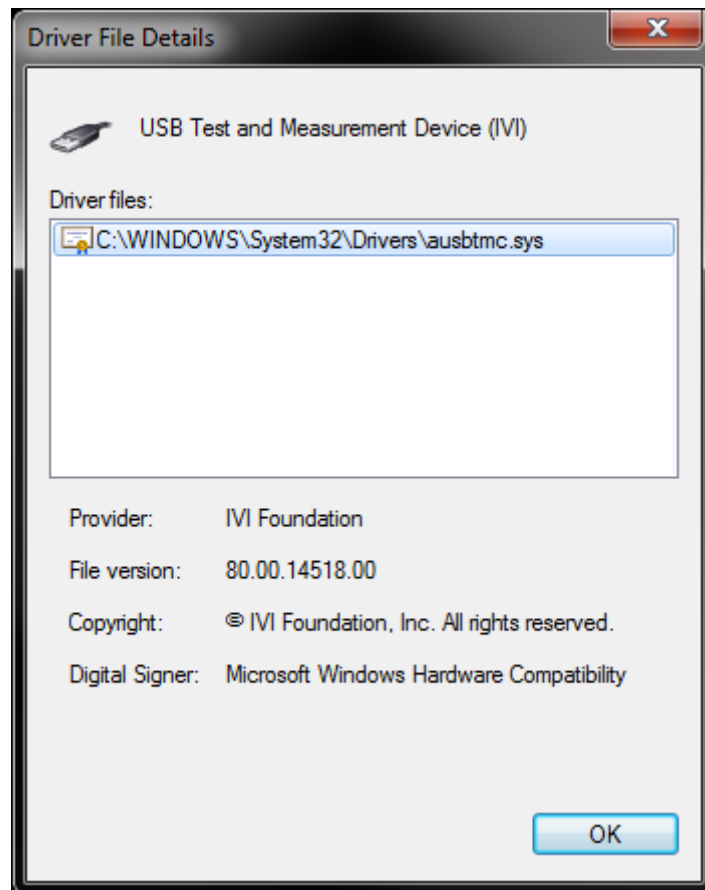 Driver File Details
USB Test and Measurement Device (IVI)
Driver files:
C:\WINDOWS\System32\Drivers\ausbtmc.sys
Provider: IVI Foundation
File version: 80.00.14518.00
Copyright: © IVI Foundation, Inc. All rights reserved.
Digital Signer: Microsoft Windows Hardware Compatibility
OK